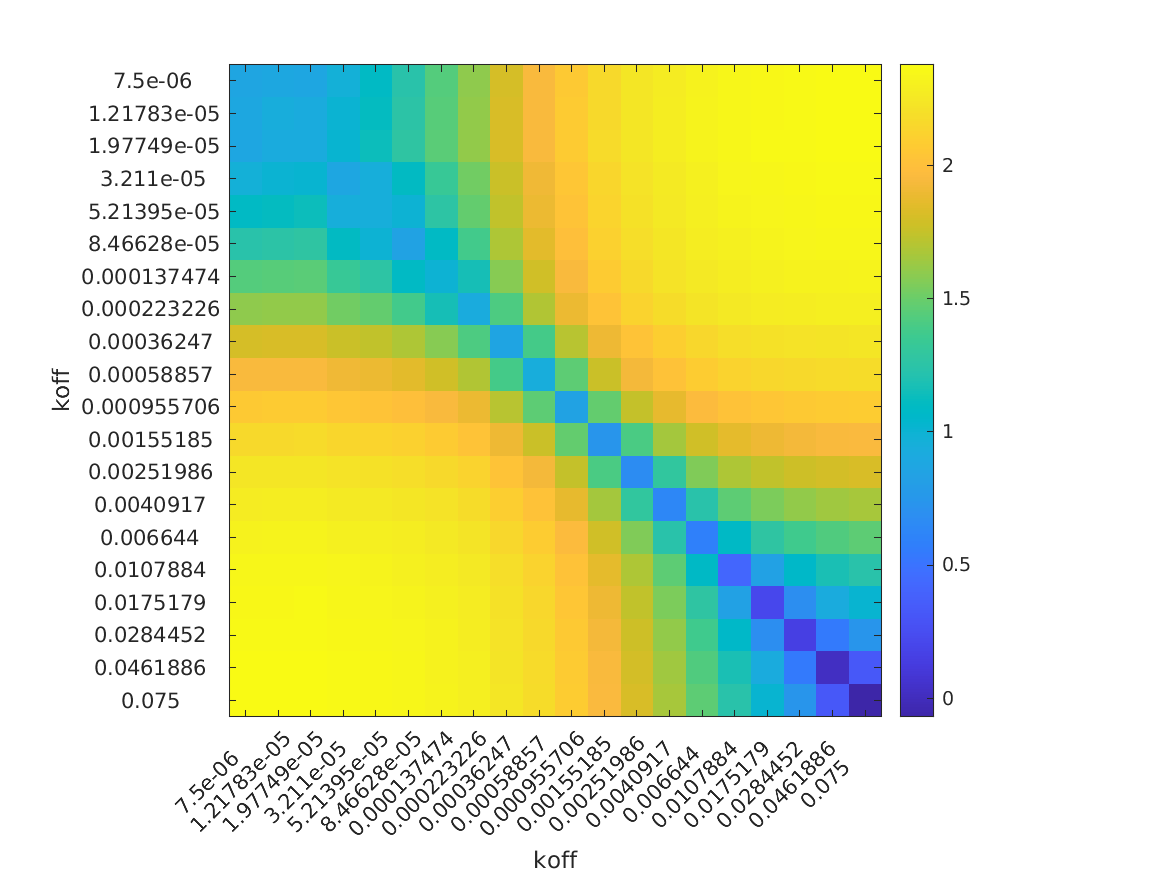 7.5e-06
1.21783e-05
1.97749e-05
3.211e-05
5.21395e-05
8.46628e-05
0.000137474
0.000223226
0.00036247
0.00058857
0.000955706
0.00155185
0.00251986
0.0040917
0.006644
0.0107884
0.0175179
0.0284452
0.0461886
0.075
koff
2
1.5
1
0.5
0
7.5e-06
1.21783e-05
1.97749e-05
3.211e-05
5.21395e-05
8.46628e-05
0.000137474
0.000223226
0.00036247
0.00058857
0.000955706
0.00155185
0.00251986
0.0040917
0.006644
0.0107884
0.0175179
0.0284452
0.0461886
0.075
koff